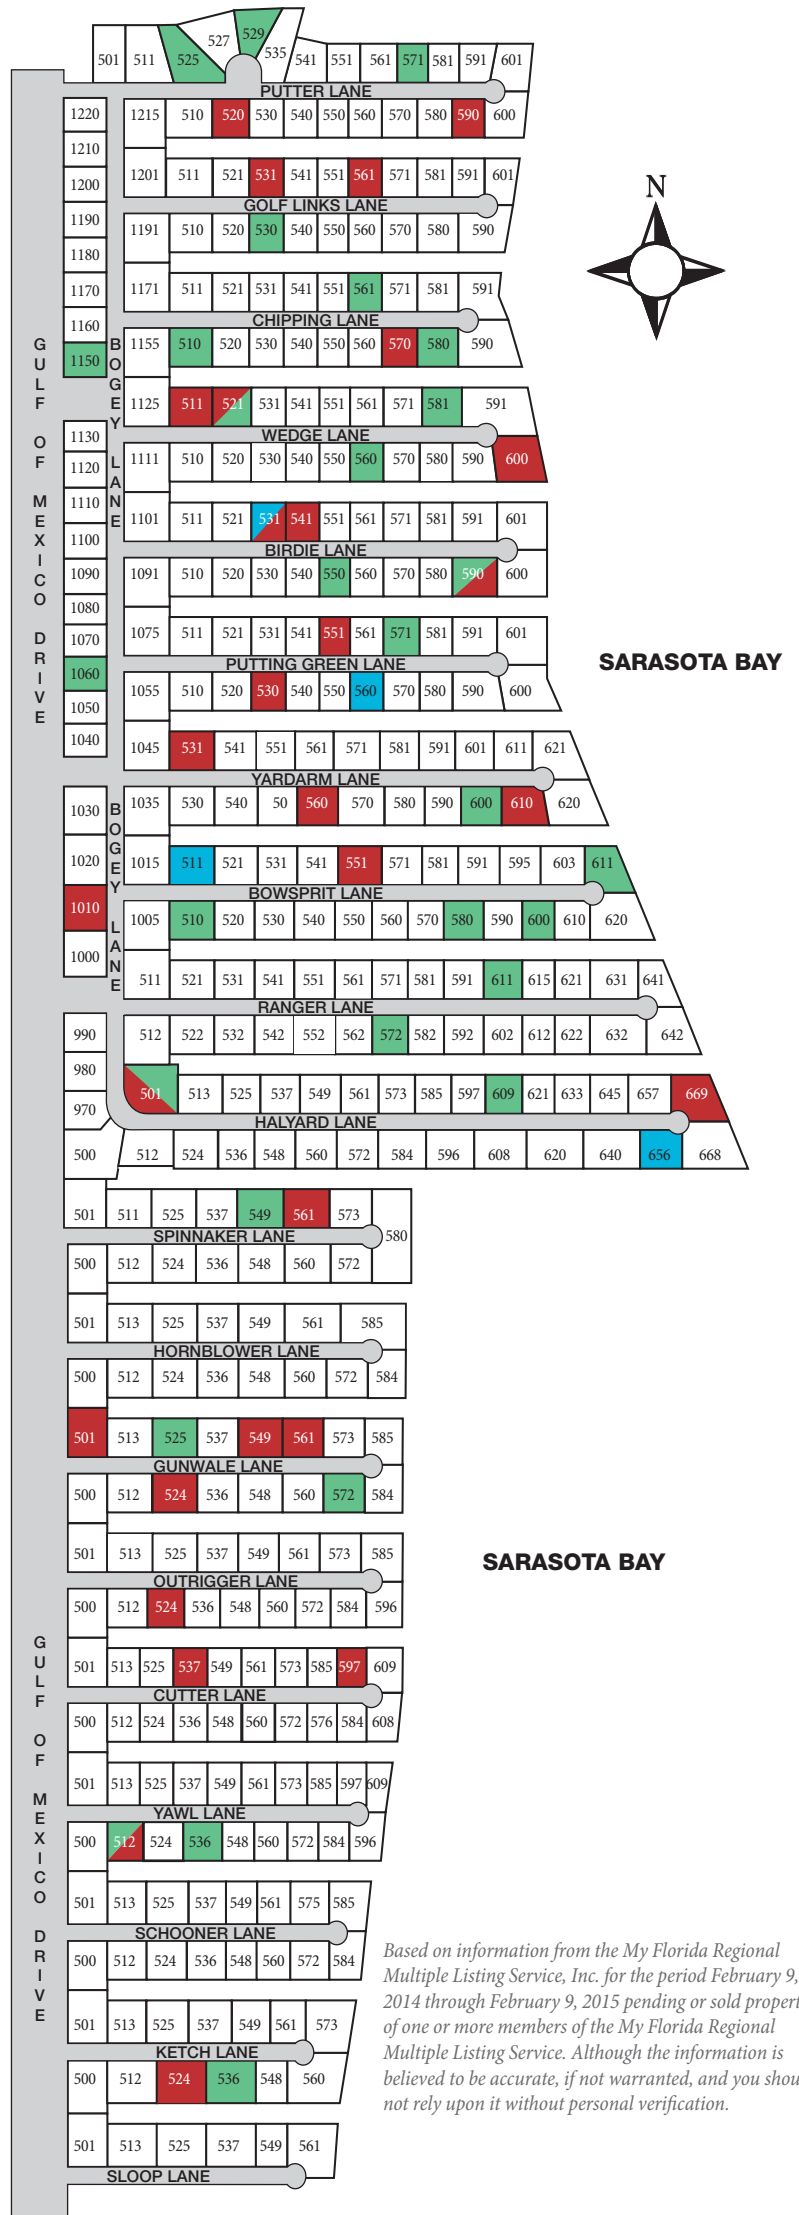 501 511 525 527 529 535 541 551 561 571 581 591 601
PUTTER LANE
1220 1215 510 520 530 540 550 560 570 580 590 600
1210
1200 1201 511 521 531 541 551 561 571 581 591 601
N
GOLF LINKS LANE
1190 1191 510 520 530 540 550 560 570 580 590
1180
1170 1171 511 521 531 541 551 561 571 581 591
1160
CHIPPING LANE
1150 1155 510 520 530 540 550 560 570 580 590
1125 511 521 531 541 551 561 571 581 591
WEDGE LANE
1130
1120 1111 510 520 530 540 550 560 570 580 590 600
1110
1100 1101 511 521 531 541 551 561 571 581 591 601
BIRDIE LANE
1090 1091 510 520 530 540 550 560 570 580 590 600
1080
1070 1075 511 521 531 541 551 561 571 581 591 601
PUTTING GREEN LANE
SARASOTA BAY
1060
1050 1055 510 520 530 540 550 560 570 580 590 600
1040 1045 531 541 551 561 571 581 591 601 611 621
GULF OF MEXICO DRIVE
BOGEY LANE
YARDARM LANE
1030 1035 530 540 50 560 570 580 590 600 610 620
1020 1015 511 521 531 541 551 571 581 591 595 603 611
BOWSPRIT LANE
1010 1005 510 520 530 540 550 560 570 580 590 600 610 620
1000 511 521 531 541 551 561 571 581 591 611 615 621 631 641
BOGEY LANE
RANGER LANE
990 512 522 532 542 552 562 572 582 592 602 612 622 632 642
980
970 501 513 525 537 549 561 573 585 597 609 621 633 645 657 669
HALYARD LANE
500 512 524 536 548 560 572 584 596 608 620 640 656 668
501 511 525 537 549 561 573 580
SPINNAKER LANE
500 512 524 536 548 560 572
501 513 525 537 549 561 585
HORNBLOWER LANE
500 512 524 536 548 560 572 584
501 513 525 537 549 561 573 585
GUNWALE LANE
500 512 524 536 548 560 572 584
501 513 525 537 549 561 573 585
SARASOTA BAY
OUTRIGGER LANE
500 512 524 536 548 560 572 584 596
501 513 525 537 549 561 573 585 597 609
CUTTER LANE
500 512 524 536 548 560 572 576 584 608
501 513 525 537 549 561 573 585 597 609
YAWL LANE
500 512 524 536 548 560 572 584 596
501 513 525 537 549 561 575 585
SCHOONER LANE
500 512 524 536 548 560 572 584
501 513 525 537 549 561 573
KETCH LANE
500 512 524 536 548 560
501 513 525 537 549 561
SLOOP LANE
GULF OF MEXICO DRIVE
Based on information from the My Florida Regional
Multiple Listing Service, Inc. for the period February 9,
2014 through February 9, 2015 pending or sold propert
of one or more members of the My Florida Regional
Multiple Listing Service. Although the information is
believed to be accurate, if not warranted, and you shou
not rely upon it without personal verification.